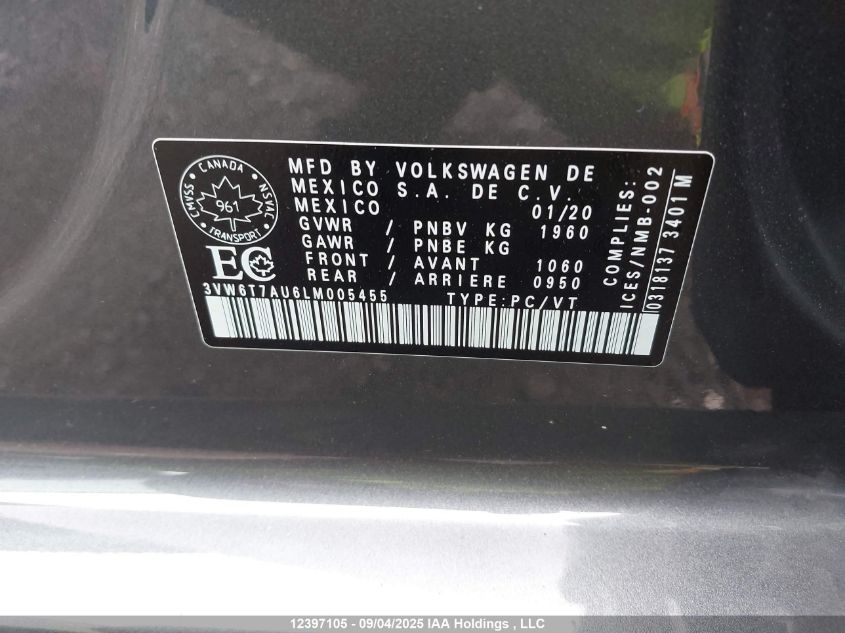 CANADA
CMVSS
NSVAC
961
TRANSPORT
EC
MFD BY VOLKSWAGEN DE
MEXICO S.A. DE C.V.
MEXICO 01/20
GVWR / PNBV KG 1960
GAWR / PNBE KG
FRONT / AVANT 1060
REAR / ARRIERE 0950
3VW6T7AU6LM005455 TYPE:PC/VT
COMPLIES:
ICES/NMB-002
0318137 3401 M
12397105 - 09/04/2025 IAA Holdings , LLC